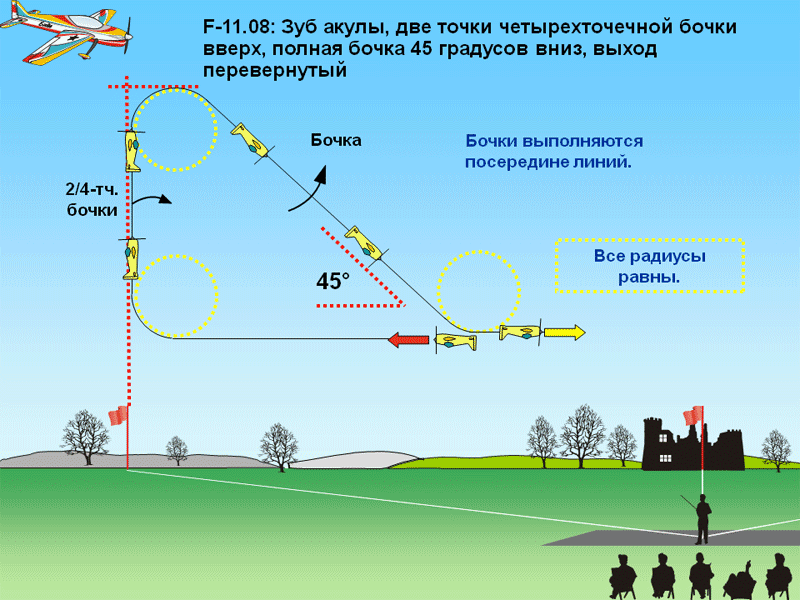 F-11.08: Зуб акулы, две точки четырехточечной бочки
вверх, полная бочка 45 градусов вниз, выход
перевернутый
Бочка
Бочки выполняются
посередине линий.
2/4-тч.
бочки
Все радиусы
равны.
45°